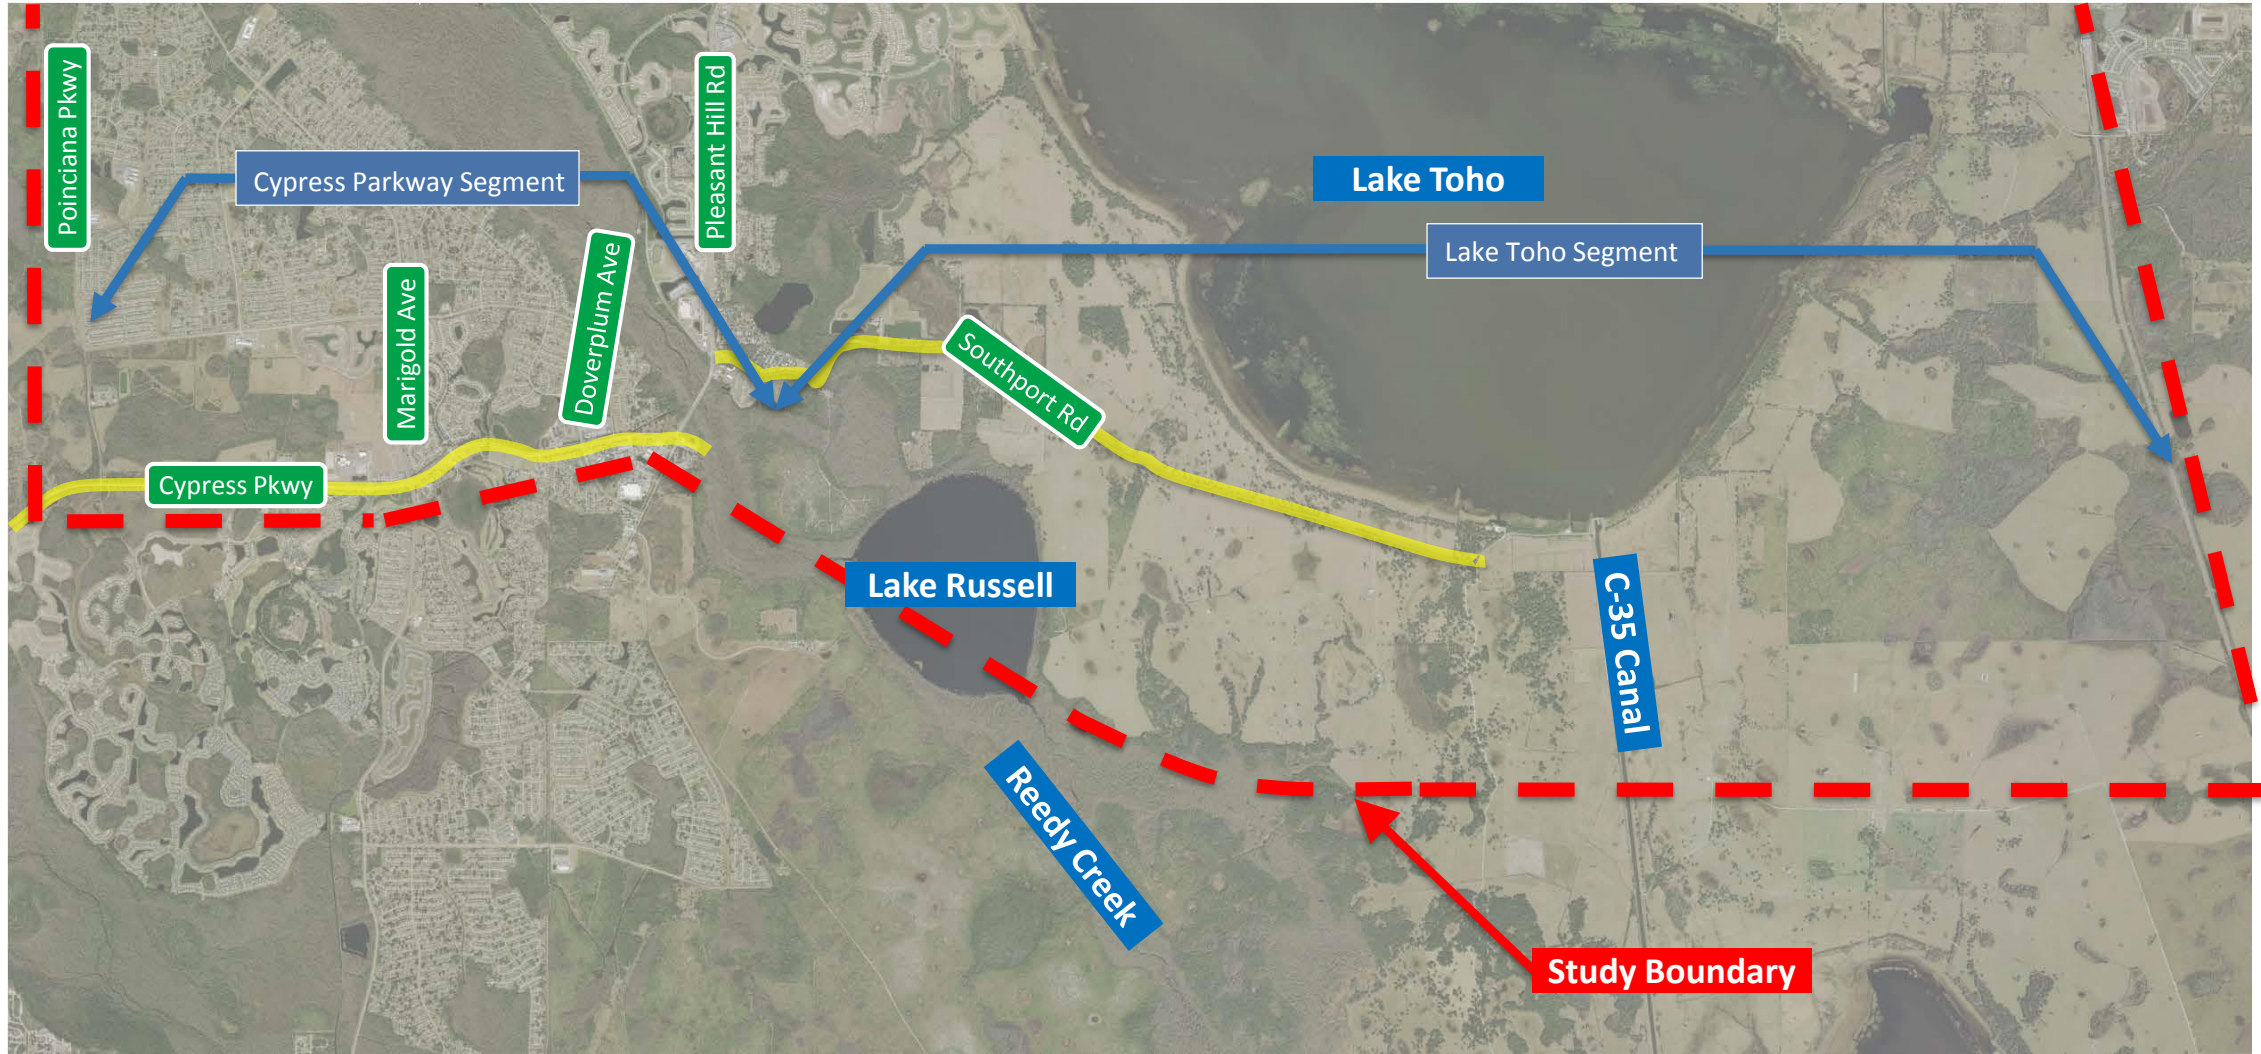 Poinciana Pkwy
Pleasant Hill Rd
Cypress Parkway Segment
Lake Toho
Lake Toho Segment
Doverplum Ave
Marigold Ave
Southport Rd
Cypress Pkwy
Lake Russell
C-35 Canal
Reedy Creek
Study Boundary